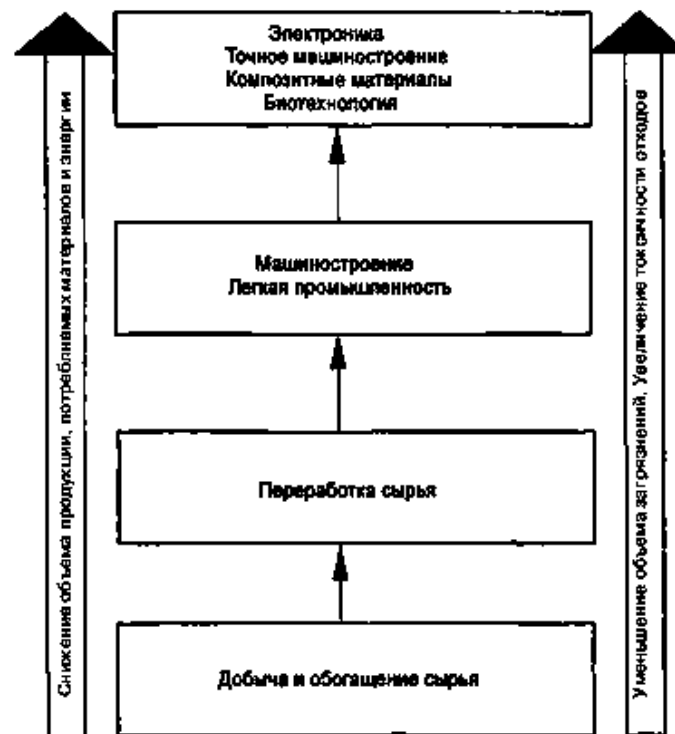 Электроника
Точное машиностроение
Композитные материалы
Биотехнология
Снижение объема продукции, потребляемых материалов и энергии
Уменьшение объема загрязнений, Увеличение токсичности отходов
Машиностроение
Легкая промышленность
Переработка сырья
Добыча и обогащение сырья